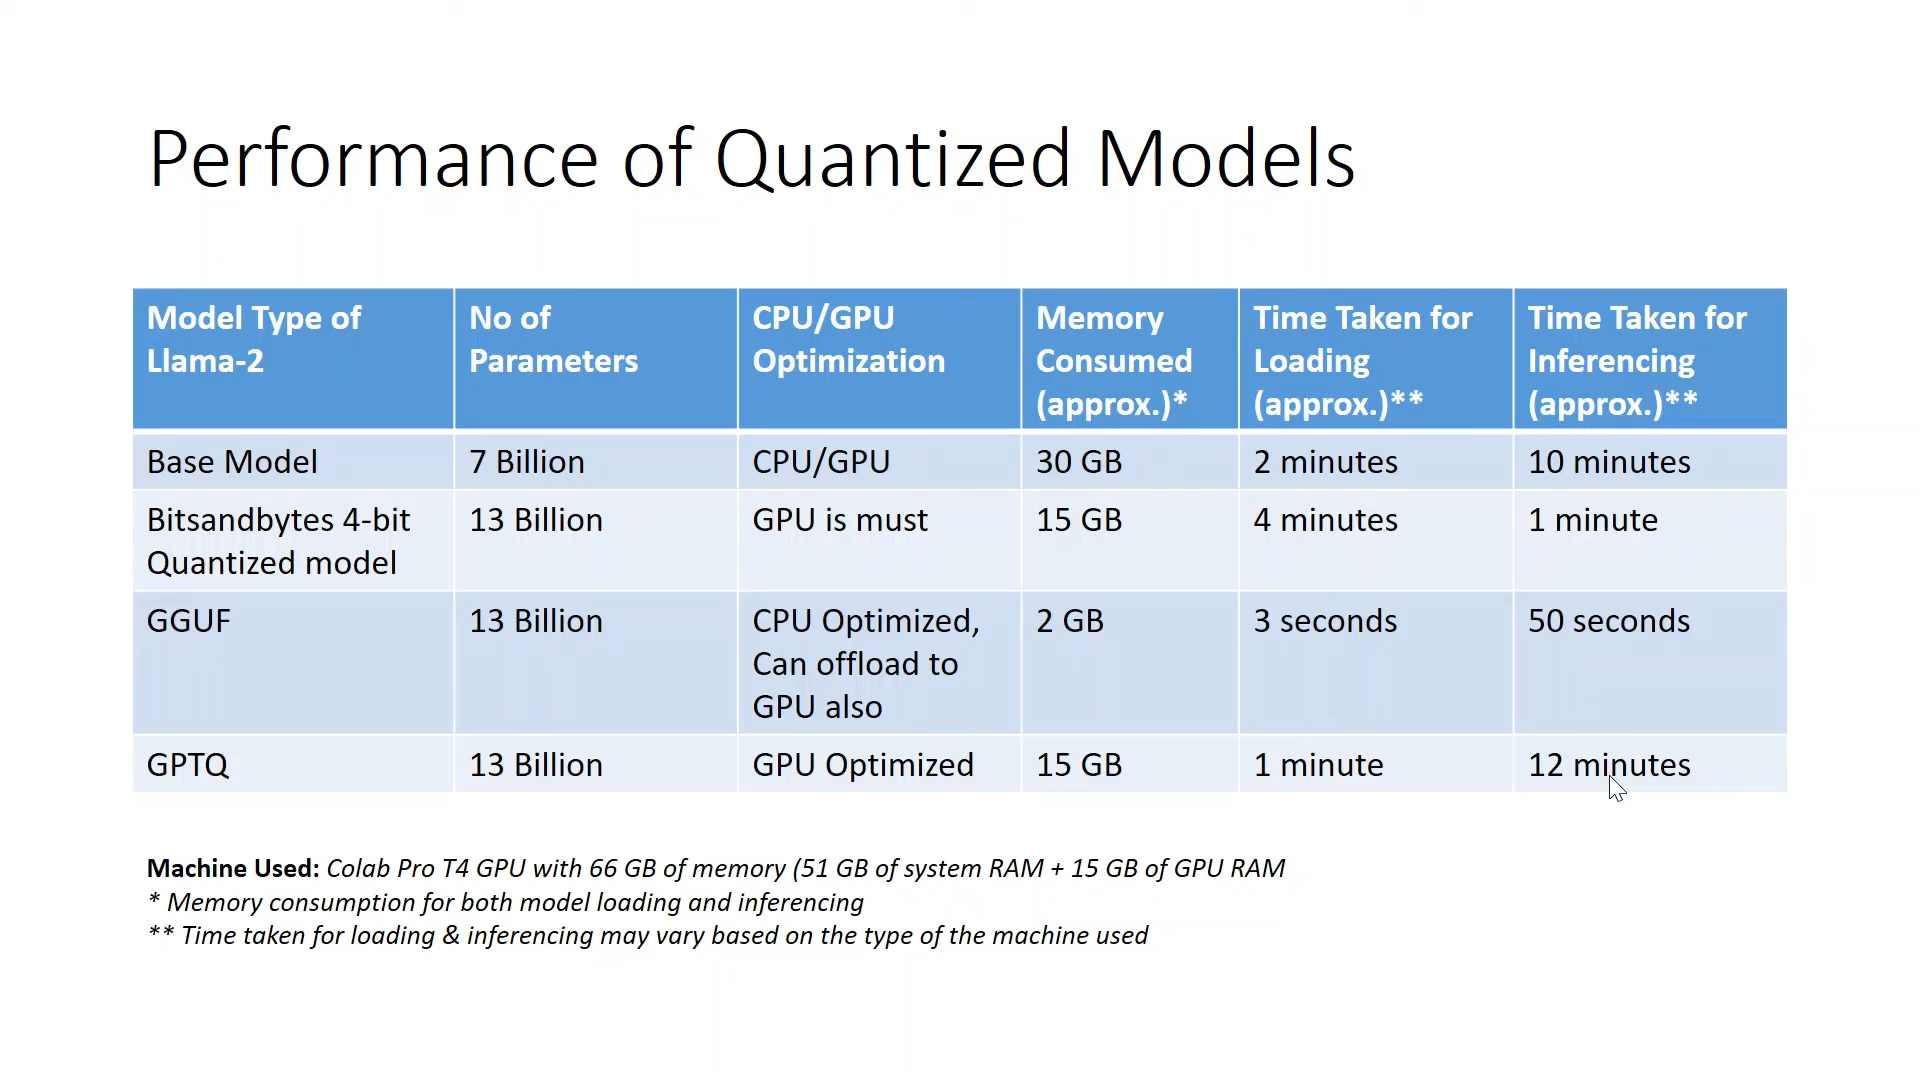 Performance of Quantized Models
Model Type of
Llama-2
No of
Parameters
CPU/GPU
Optimization
Memory
Consumed
(approx.)*
Time Taken for
Loading
(approx.)**
Time Taken for
Inferencing
(approx.)**
Base Model
7 Billion
CPU/GPU
30 GB
2 minutes
10 minutes
Bitsandbytes 4-bit
Quantized model
13 Billion
GPU is must
15 GB
4 minutes
1 minute
GGUF
13 Billion
CPU Optimized,
Can offload to
GPU also
2 GB
3 seconds
50 seconds
GPTQ
13 Billion
GPU Optimized
15 GB
1 minute
12 minutes
Machine Used: Colab Pro T4 GPU with 66 GB of memory (51 GB of system RAM + 15 GB of GPU RAM
* Memory consumption for both model loading and inferencing
** Time taken for loading & inferencing may vary based on the type of the machine used